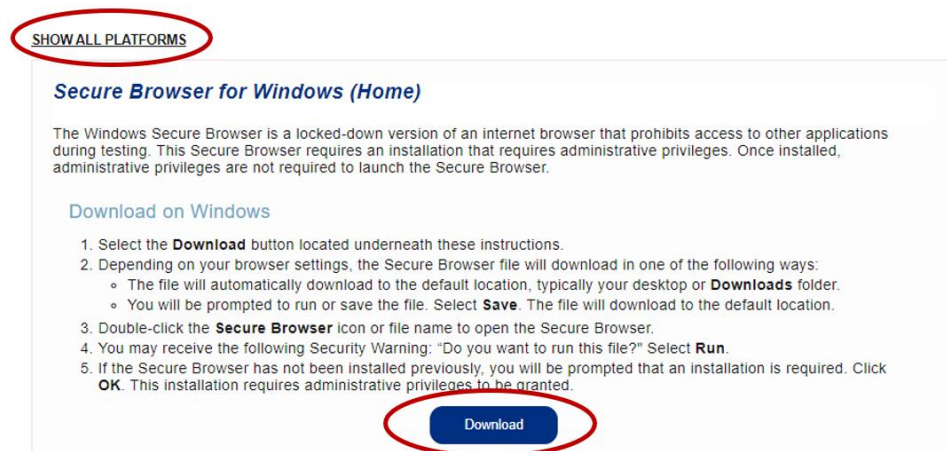 SHOW ALL PLATFORMS
Secure Browser for Windows (Home)
The Windows Secure Browser is a locked-down version of an internet browser that prohibits access to other applications
during testing. This Secure Browser requires an installation that requires administrative privileges. Once installed,
administrative privileges are not required to launch the Secure Browser.
Download on Windows
1. Select the Download button located underneath these instructions.
2. Depending on your browser settings, the Secure Browser file will download in one of the following ways:
◦ The file will automatically download to the default location, typically your desktop or Downloads folder.
◦ You will be prompted to run or save the file. Select Save. The file will download to the default location.
3. Double-click the Secure Browser icon or file name to open the Secure Browser.
4. You may receive the following Security Warning: “Do you want to run this file?" Select Run.
5. If the Secure Browser has not been installed previously, you will be prompted that an installation is required. Click
OK. This installation requires administrative privileges to be granted.
Download